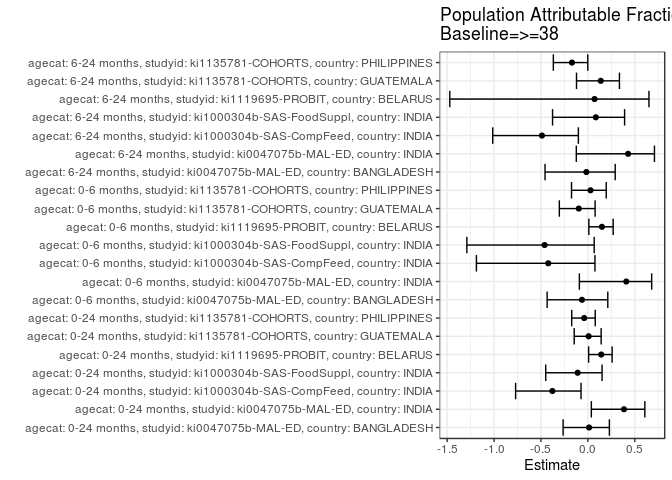 Population Attributable Fracti
Baseline=>=38
agecat: 6-24 months, studyid: ki1135781-COHORTS, country: PHILIPPINES
agecat: 6-24 months, studyid: ki1135781-COHORTS, country: GUATEMALA
agecat: 6-24 months, studyid: ki1119695-PROBIT, country: BELARUS
agecat: 6-24 months, studyid: ki1000304b-SAS-FoodSuppl, country: INDIA
agecat: 6-24 months, studyid: ki1000304b-SAS-CompFeed, country: INDIA
agecat: 6-24 months, studyid: ki0047075b-MAL-ED, country: INDIA
agecat: 6-24 months, studyid: ki0047075b-MAL-ED, country: BANGLADESH
agecat: 0-6 months, studyid: ki1135781-COHORTS, country: PHILIPPINES
agecat: 0-6 months, studyid: ki1135781-COHORTS, country: GUATEMALA
agecat: 0-6 months, studyid: ki1119695-PROBIT, country: BELARUS
agecat: 0-6 months, studyid: ki1000304b-SAS-FoodSuppl, country: INDIA
agecat: 0-6 months, studyid: ki1000304b-SAS-CompFeed, country: INDIA
agecat: 0-6 months, studyid: ki0047075b-MAL-ED, country: INDIA
agecat: 0-6 months, studyid: ki0047075b-MAL-ED, country: BANGLADESH
agecat: 0-24 months, studyid: ki1135781-COHORTS, country: PHILIPPINES
agecat: 0-24 months, studyid: ki1135781-COHORTS, country: GUATEMALA
agecat: 0-24 months, studyid: ki1119695-PROBIT, country: BELARUS
agecat: 0-24 months, studyid: ki1000304b-SAS-FoodSuppl, country: INDIA
agecat: 0-24 months, studyid: ki1000304b-SAS-CompFeed, country: INDIA
agecat: 0-24 months, studyid: ki0047075b-MAL-ED, country: INDIA
agecat: 0-24 months, studyid: ki0047075b-MAL-ED, country: BANGLADESH
-1.5 -1.0 -0.5 0.0 0.5
Estimate